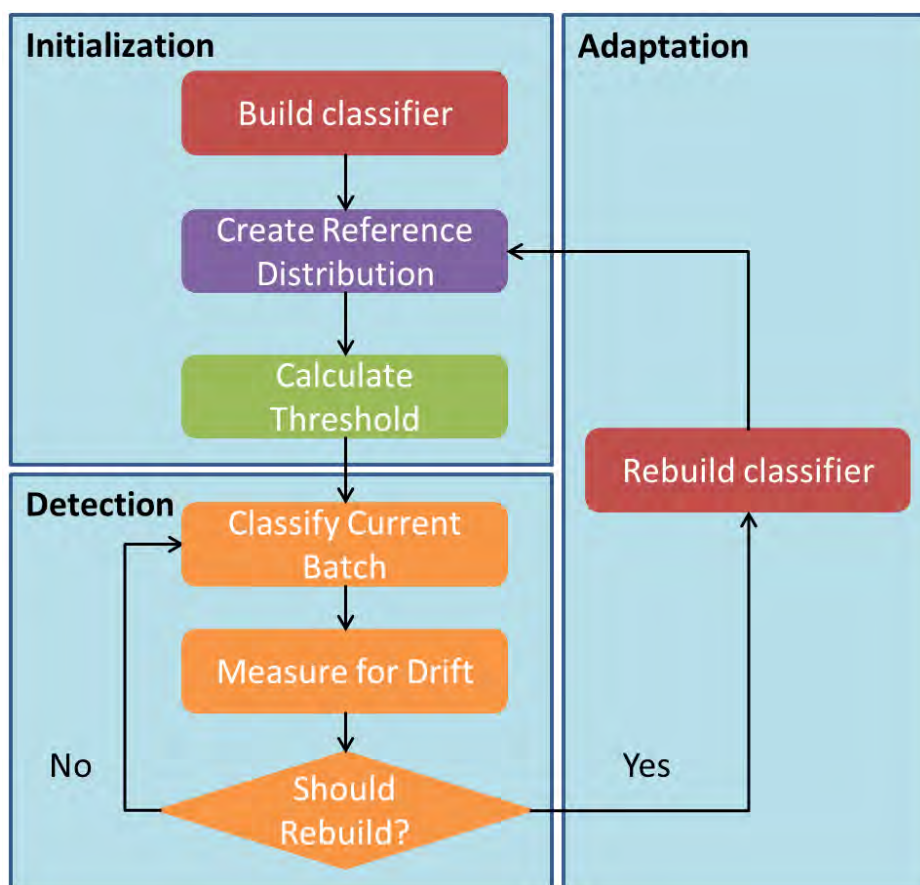 Initialization
Build classifier
Create Reference
Distribution
Calculate
Threshold
Detection
Classify Current
Batch
Measure for Drift
No
Should
Rebuild?
Adaptation
Rebuild classifier
Yes